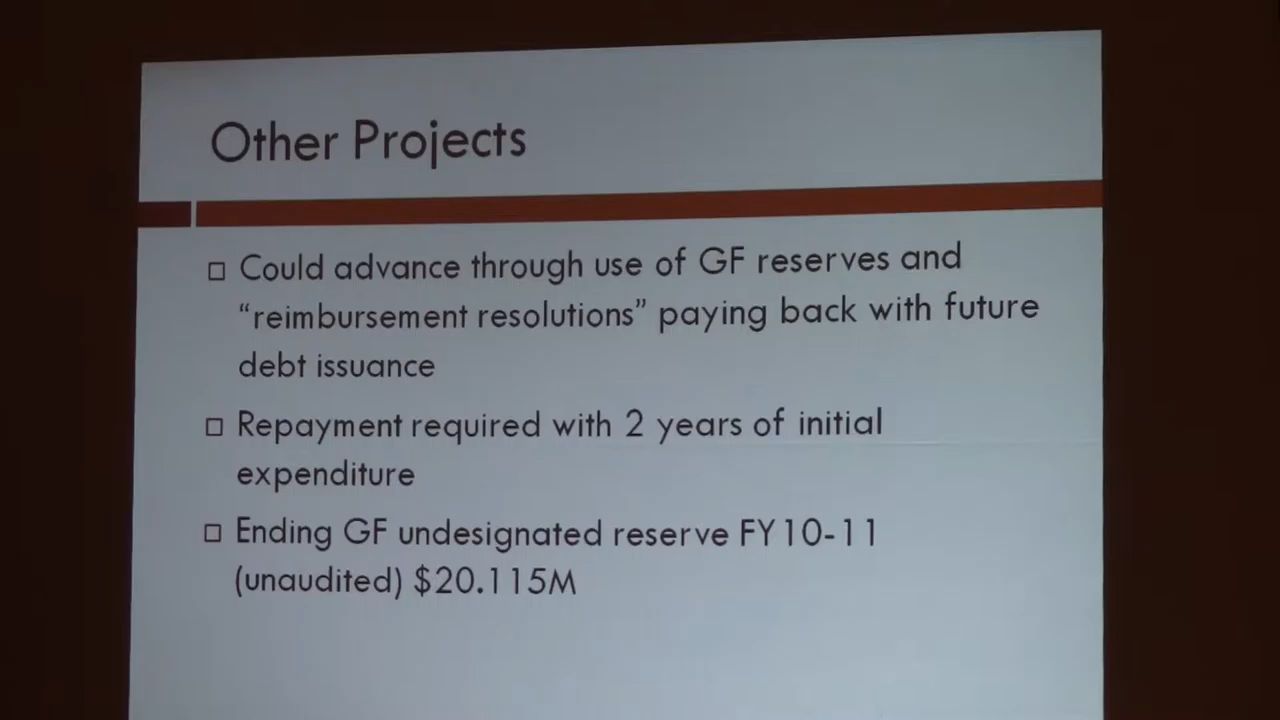 Other Projects
Could advance through use of GF reserves and
“reimbursement resolutions” paying back with future
debt issuance
Repayment required with 2 years of initial
expenditure
Ending GF undesignated reserve FY10-11
(unaudited) $20.115M